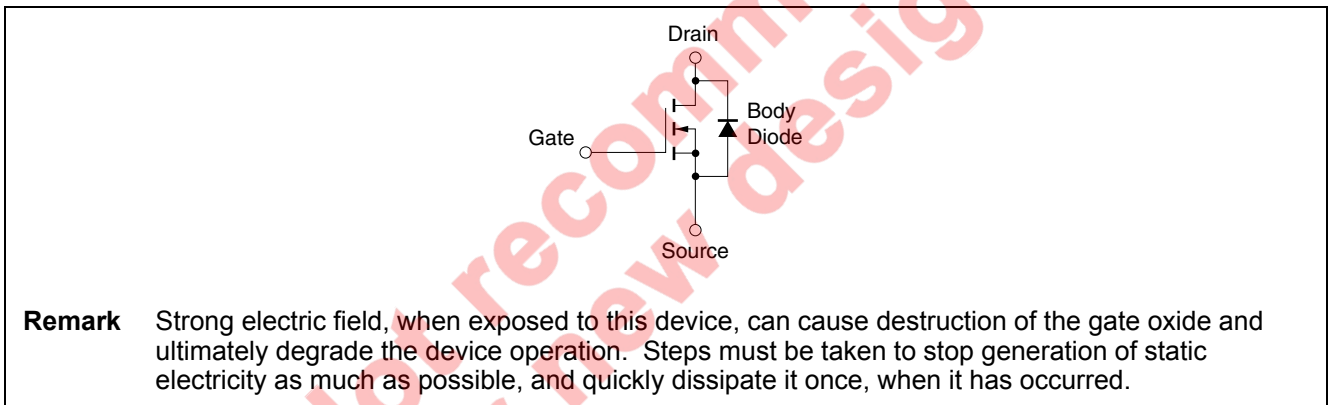 Drain
Body
Diode
Gate
Source
Remark Strong electric field, when exposed to this device, can cause destruction of the gate oxide and
ultimately degrade the device operation. Steps must be taken to stop generation of static
electricity as much as possible, and quickly dissipate it once, when it has occurred.
new desig